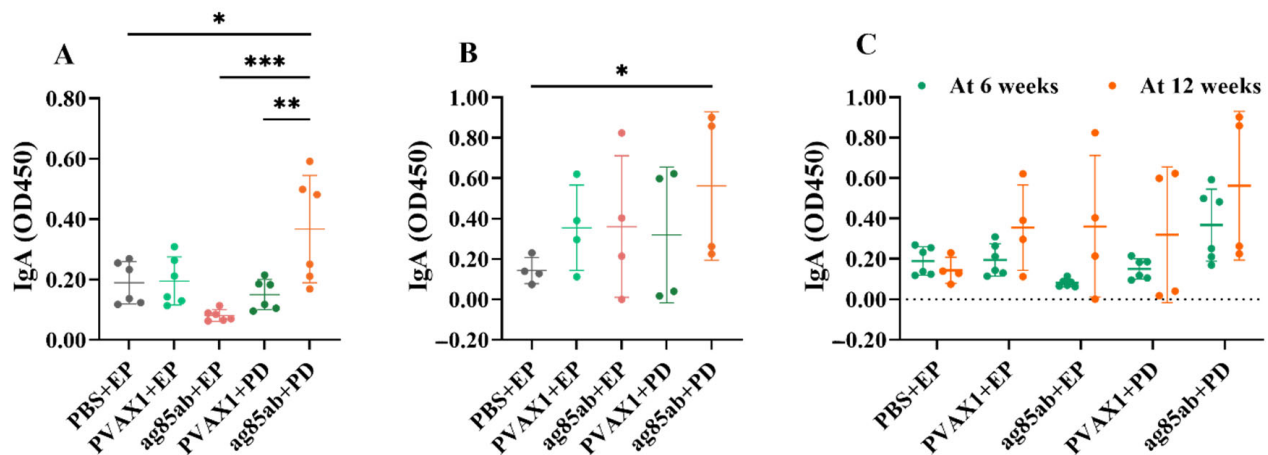 A
*
***
**
IgA (OD450)
0.80
0.60
0.40
0.20
0.00
PBS+EP
PVAX1+EP
ag85ab+EP
PVAX1+PD
ag85ab+PD
B
*
IgA (OD450)
1.00
0.80
0.60
0.40
0.20
0.00
−0.20
PBS+EP
PVAX1+EP
ag85ab+EP
PVAX1+PD
ag85ab+PD
C
At 6 weeks
At 12 weeks
IgA (OD450)
1.00
0.80
0.60
0.40
0.20
0.00
−0.20
PBS+EP
PVAX1+EP
ag85ab+EP
PVAX1+PD
ag85ab+PD